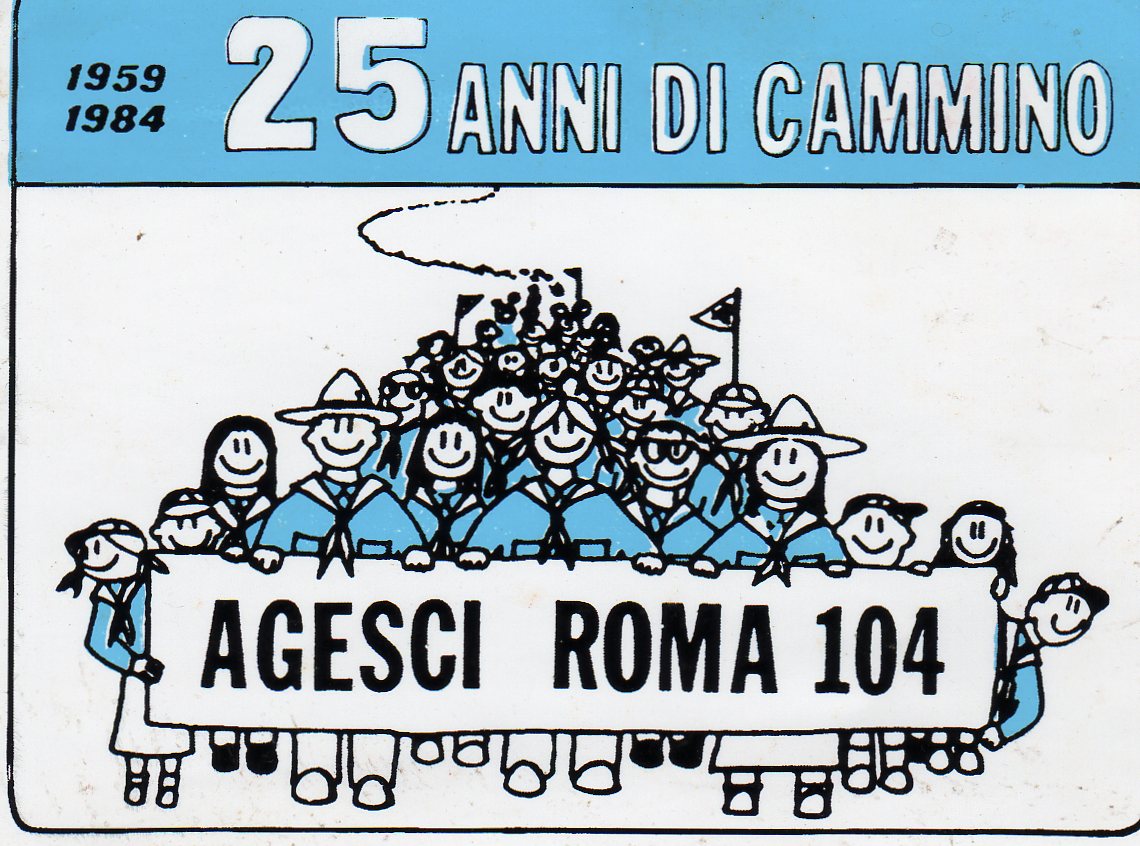 1959
1984
25 ANNI DI CAMMINO
AGESCI ROMA 104